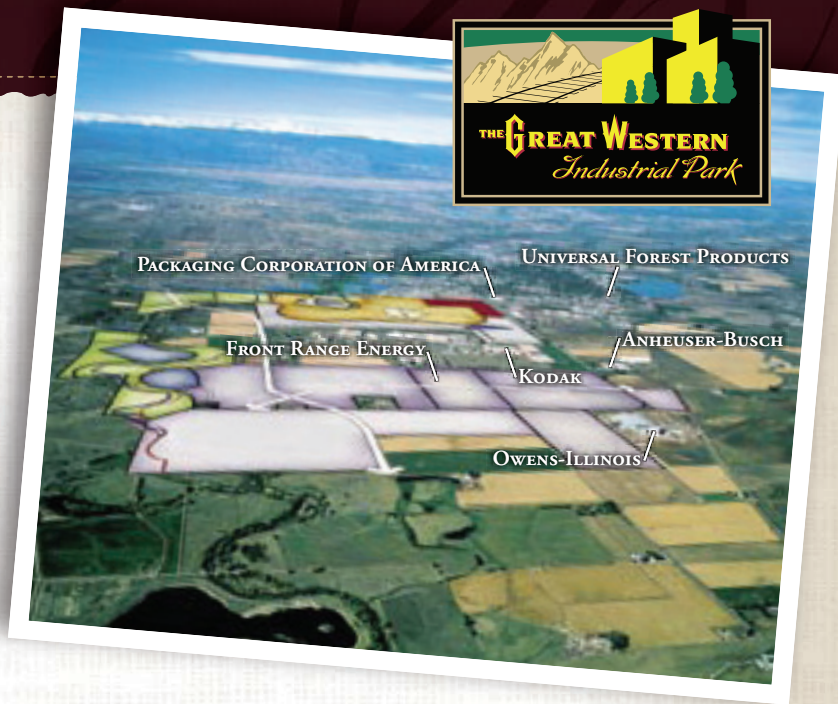 THE GREAT WESTERN
Industrial Park
PACKAGING CORPORATION OF AMERICA
UNIVERSAL FOREST PRODUCTS
FRONT RANGE ENERGY
ANHEUSER-BUSCH
KODAK
OWENS-ILLINOIS